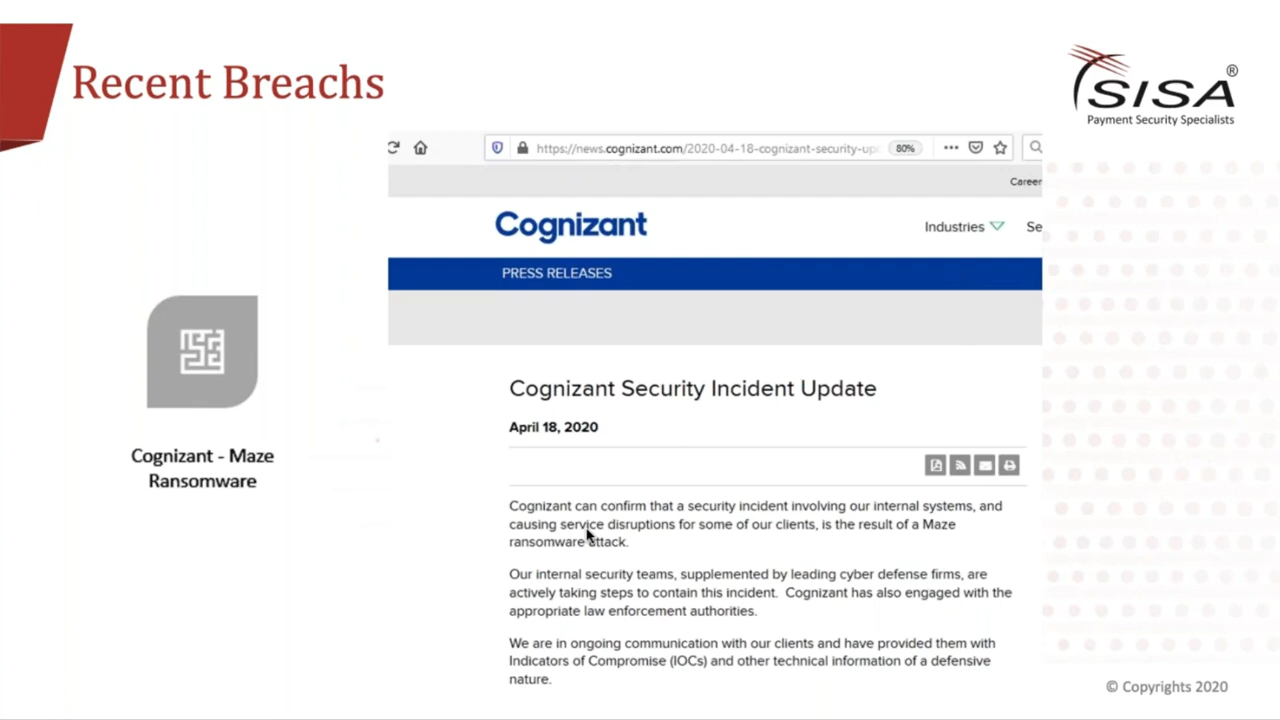 Recent Breachs
SISA®
Payment Security Specialists
https://news.cognizant.com/2020-04-18-cognizant-security-up
80%
Career
Cognizant
Industries
Se
PRESS RELEASES
Cognizant - Maze
Ransomware
Cognizant Security Incident Update
April 18, 2020
Cognizant can confirm that a security incident involving our internal systems, and
causing service disruptions for some of our clients, is the result of a Maze
ransomware attack.
Our internal security teams, supplemented by leading cyber defense firms, are
actively taking steps to contain this incident.  Cognizant has also engaged with the
appropriate law enforcement authorities.
We are in ongoing communication with our clients and have provided them with
Indicators of Compromise (IOCs) and other technical information of a defensive
nature.
© Copyrights 2020